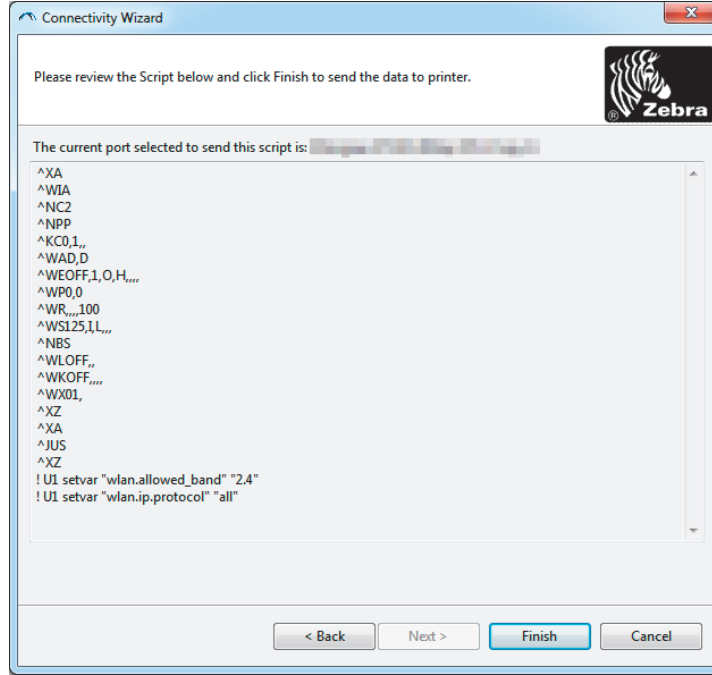 Connectivity Wizard
Please review the Script below and click Finish to send the data to printer.
® Zebra
The current port selected to send this script is:
^XA
^WIA
^NC2
^NPP
^KC0,1,,
^WAD,D
^WEOFF,1,O,H,,,,
^WP0,0
^WR,,,,100
^WS125,I,L,,,
^NBS
^WLOFF,,
^WKOFF,,,,
^WX01,
^XZ
^XA
^JUS
^XZ
! U1 setvar "wlan.allowed_band" "2.4"
! U1 setvar "wlan.ip.protocol" "all"
< Back Next > Finish Cancel